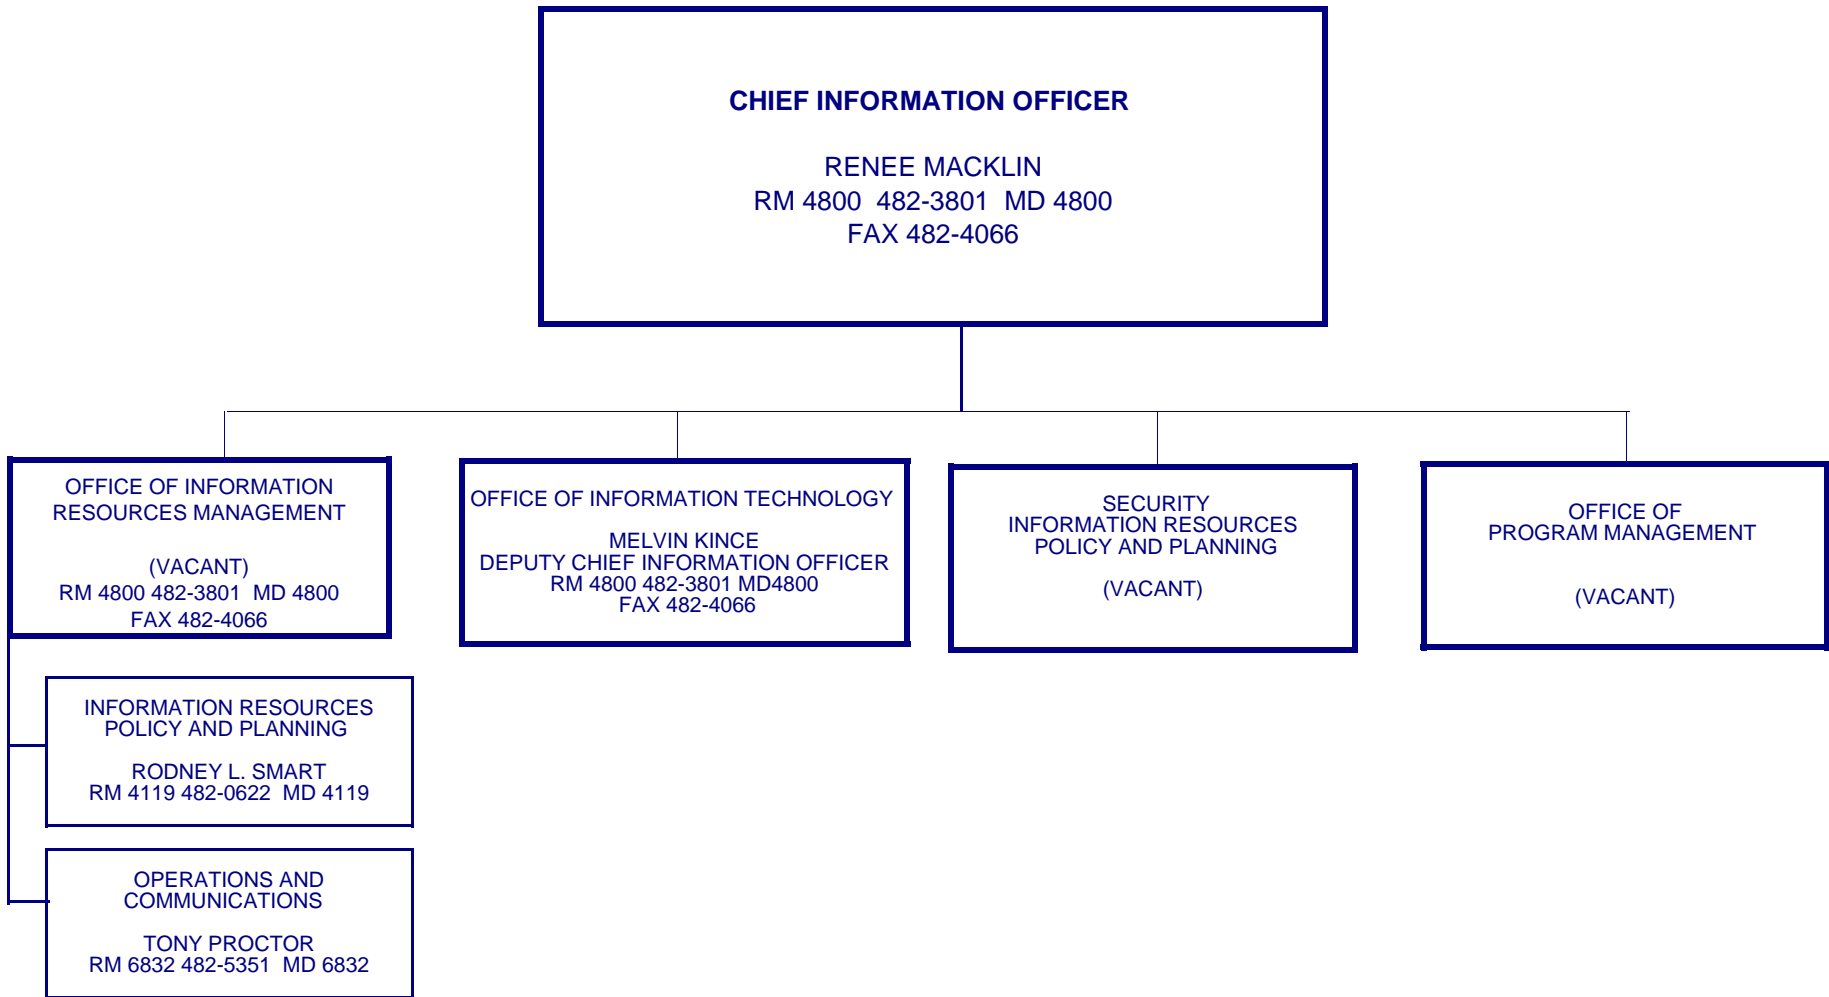 CHIEF INFORMATION OFFICER
RENEE MACKLIN
RM 4800 482-3801 MD 4800
FAX 482-4066
OFFICE OF INFORMATION
RESOURCES MANAGEMENT
(VACANT)
RM 4800 482-3801 MD 4800
FAX 482-4066
OFFICE OF INFORMATION TECHNOLOGY
MELVIN KINCE
DEPUTY CHIEF INFORMATION OFFICER
RM 4800 482-3801 MD4800
FAX 482-4066
SECURITY
INFORMATION RESOURCES
POLICY AND PLANNING
(VACANT)
OFFICE OF
PROGRAM MANAGEMENT
(VACANT)
INFORMATION RESOURCES
POLICY AND PLANNING
RODNEY L. SMART
RM 4119 482-0622 MD 4119
OPERATIONS AND
COMMUNICATIONS
TONY PROCTOR
RM 6832 482-5351 MD 6832